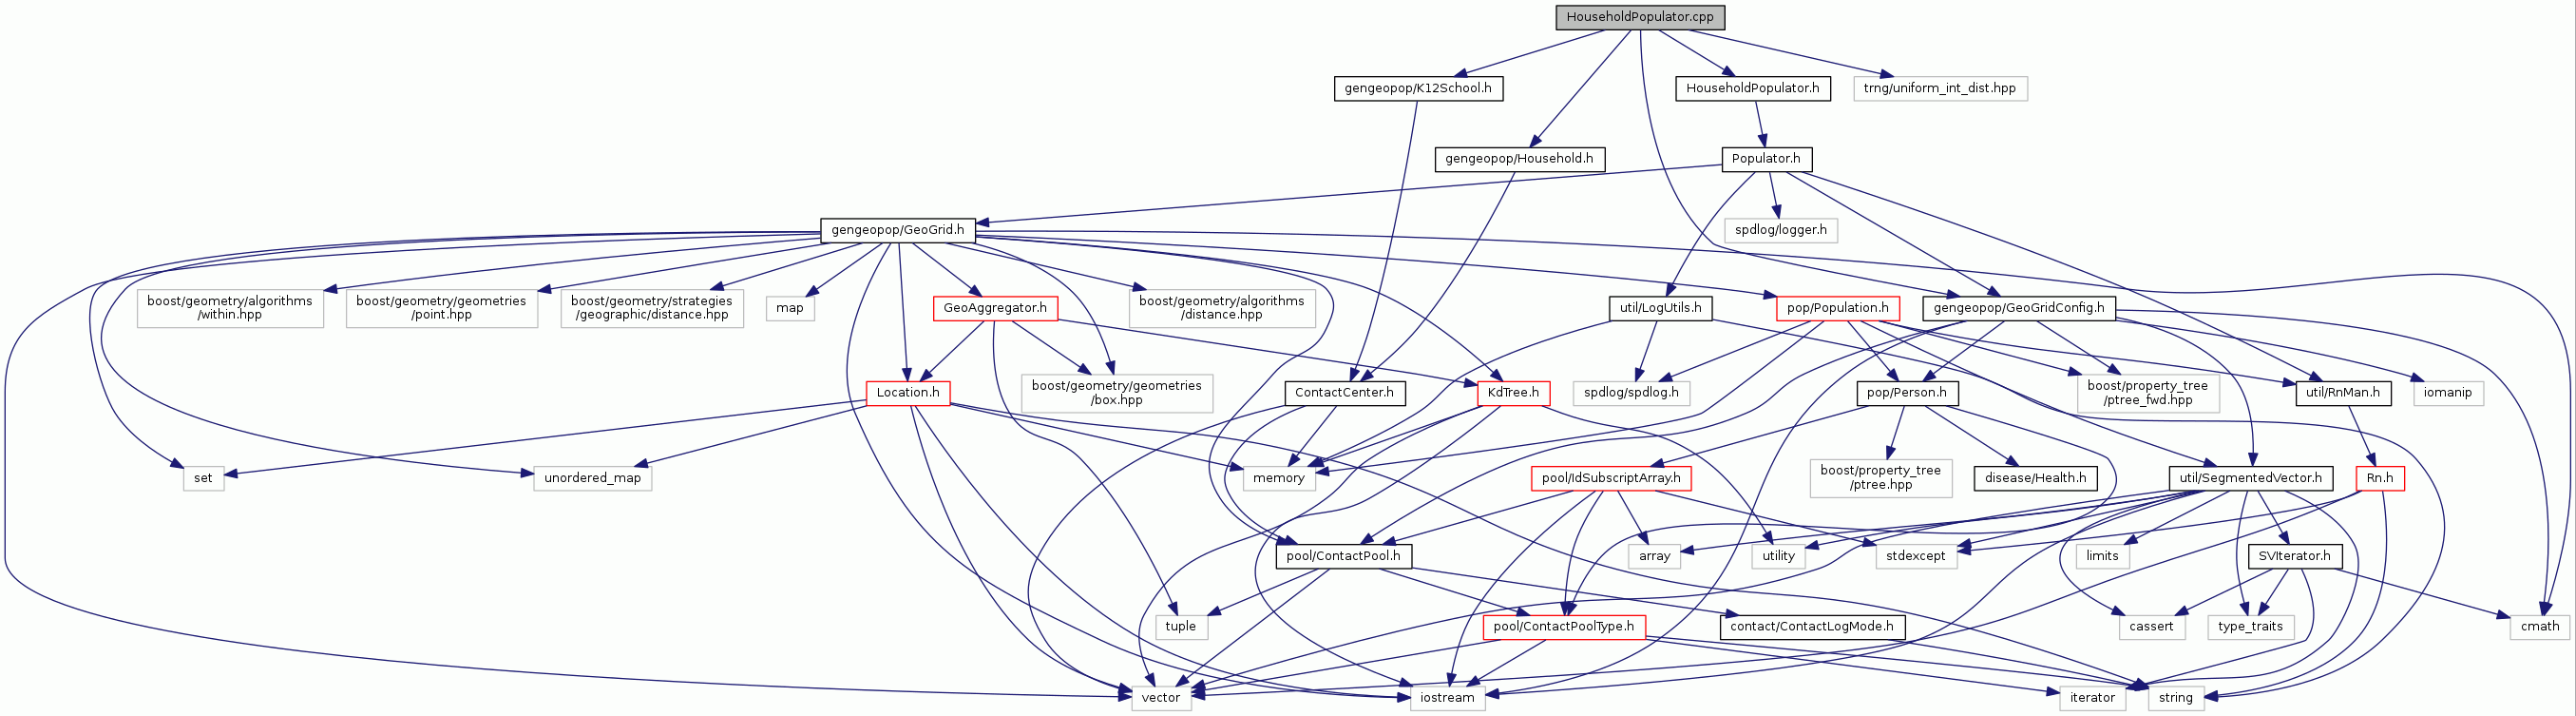 HouseholdPopulator.cpp
gengeopop/K12School.h
HouseholdPopulator.h
trng/uniform_int_dist.hpp
gengeopop/Household.h
Populator.h
gengeopop/GeoGrid.h
spdlog/logger.h
boost/geometry/algorithms
/within.hpp
boost/geometry/geometries
/point.hpp
boost/geometry/strategies
/geographic/distance.hpp
map
GeoAggregator.h
boost/geometry/algorithms
/distance.hpp
util/LogUtils.h
pop/Population.h
gengeopop/GeoGridConfig.h
Location.h
boost/geometry/geometries
/box.hpp
ContactCenter.h
KdTree.h
spdlog/spdlog.h
pop/Person.h
boost/property_tree
/ptree_fwd.hpp
util/RnMan.h
iomanip
set
unordered_map
memory
pool/IdSubscriptArray.h
boost/property_tree
/ptree.hpp
disease/Health.h
util/SegmentedVector.h
Rn.h
pool/ContactPool.h
array
utility
stdexcept
limits
SVIterator.h
tuple
pool/ContactPoolType.h
contact/ContactLogMode.h
cassert
type_traits
cmath
vector
iostream
iterator
string